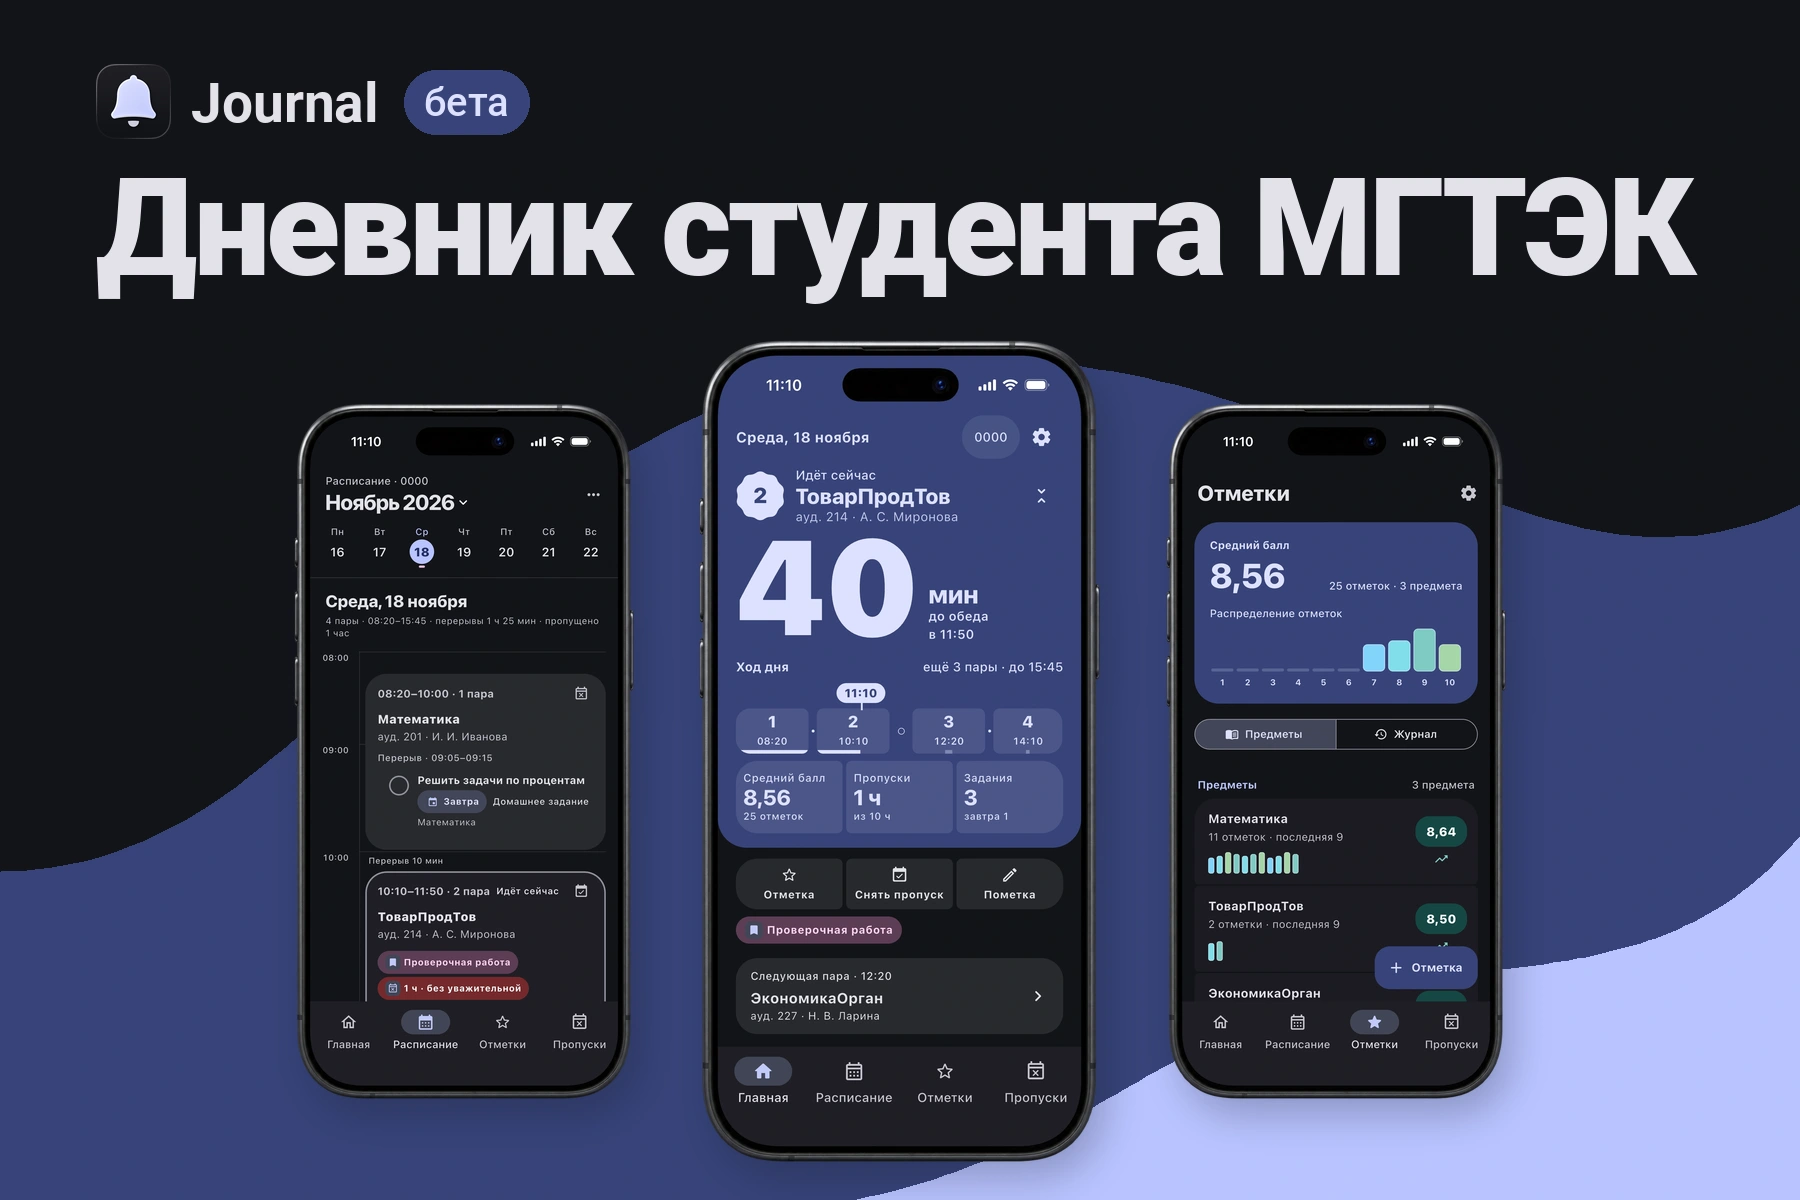 Journal бета
Дневник студента МГТЭК
11:10
Расписание · 0000
Ноябрь 2026
Пн Вт Ср Чт Пт Сб Вс
16 17 18 19 20 21 22
Среда, 18 ноября
4 пары · 08:20–15:45 · перерывы 1 ч 25 мин · пропущено
1 час
08:00
08:20–10:00 · 1 пара
Математика
ауд. 201 · И. И. Иванова
09:00
Перерыв · 09:05–09:15
Решить задачи по процентам
Завтра Домашнее задание
Математика
10:00
Перерыв 10 мин
10:10–11:50 · 2 пара Идёт сейчас
ТоварПродТов
ауд. 214 · А. С. Миронова
Проверочная работа
1 ч · без уважительной
Главная Расписание Отметки Пропуски
11:10
Среда, 18 ноября 0000
Идёт сейчас
2 ТоварПродТов
ауд. 214 · А. С. Миронова
40 мин
до обеда
в 11:50
Ход дня ещё 3 пары · до 15:45
11:10
1 2 3 4
08:20 10:10 12:20 14:10
Средний балл Пропуски Задания
8,56 1 ч 3
25 отметок из 10 ч завтра 1
Отметка Снять пропуск Пометка
Проверочная работа
Следующая пара · 12:20
ЭкономикаОрган
ауд. 227 · Н. В. Ларина
Главная Расписание Отметки Пропуски
11:10
Отметки
Средний балл
8,56 25 отметок · 3 предмета
Распределение отметок
1 2 3 4 5 6 7 8 9 10
Предметы Журнал
Предметы 3 предмета
Математика
11 отметок · последняя 9 8,64
ТоварПродТов
2 отметки · последняя 9 8,50
+ Отметка
ЭкономикаОрган
Главная Расписание Отметки Пропуски